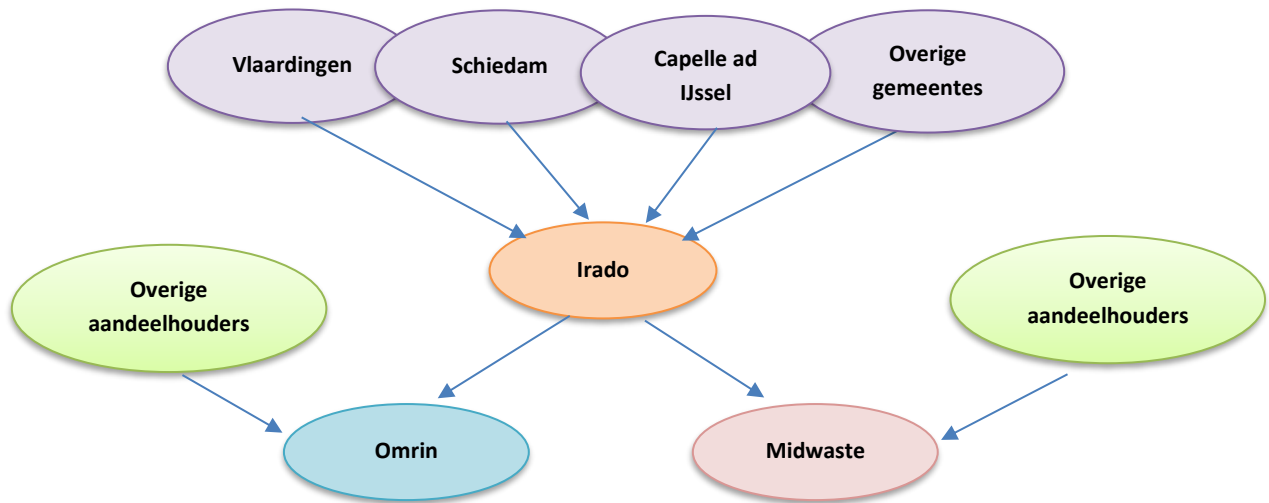 Vlaardingen
Schiedam
Capelle ad
IJssel
Overige
gemeentes
Irado
Overige
aandeelhouders
Overige
aandeelhouders
Omrin
Midwaste